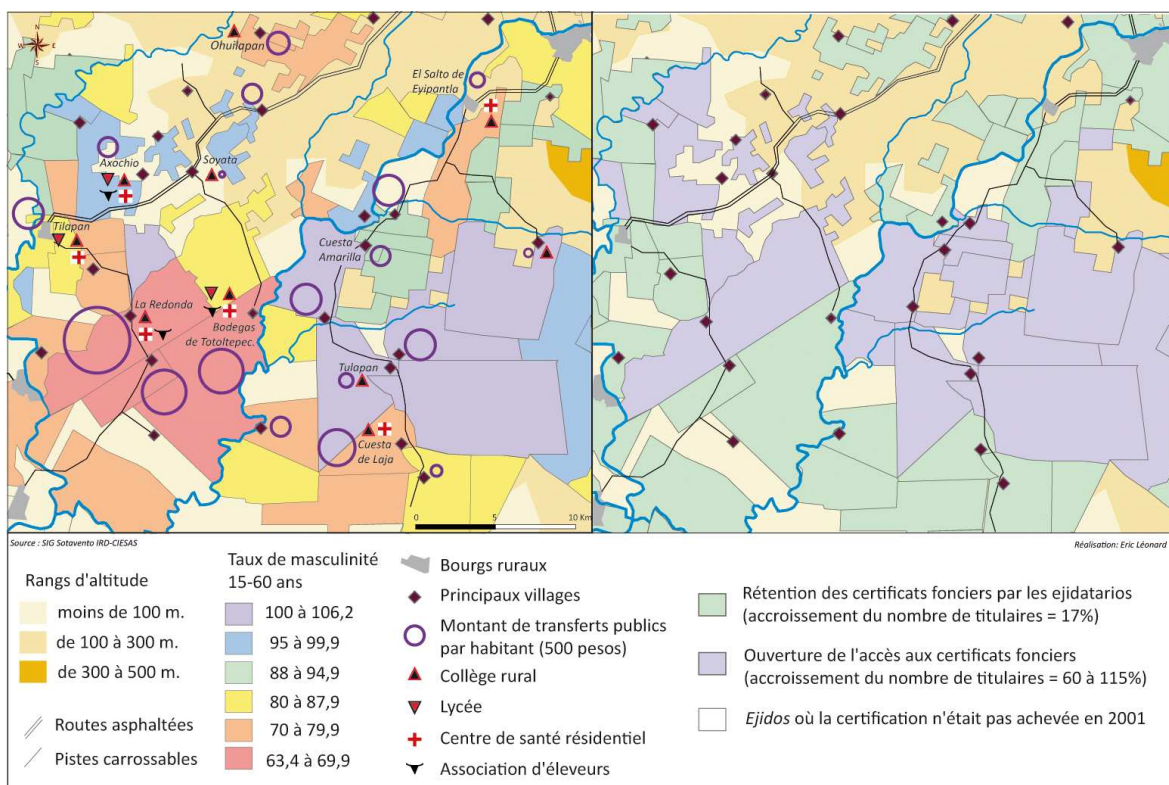 N
W E
S
Ohuilapan
El Salto de
Eyipantla
Axochio
Soyata
Tilapan
Cuesta
Amarilla
La Redonda
Bodegas
de Totoltepec.
Tulapan
Cuesta
de Laja
0 5 10 Km
Source : SIG Sotavento IRD-CIESAS
Réalisation: Eric Léonard
Rangs d'altitude
moins de 100 m.
de 100 à 300 m.
de 300 à 500 m.
Routes asphaltées
Pistes carrossables
Taux de masculinité
15-60 ans
100 à 106,2
95 à 99,9
88 à 94,9
80 à 87,9
70 à 79,9
63,4 à 69,9
Bourgs ruraux
Principaux villages
Montant de transferts publics
par habitant (500 pesos)
Collège rural
Lycée
Centre de santé résidentiel
Association d'éleveurs
Rétention des certificats fonciers par les ejidatarios
(accroissement du nombre de titulaires = 17%)
Ouverture de l'accès aux certificats fonciers
(accroissement du nombre de titulaires = 60 à 115%)
Ejidos où la certification n'était pas achevée en 2001